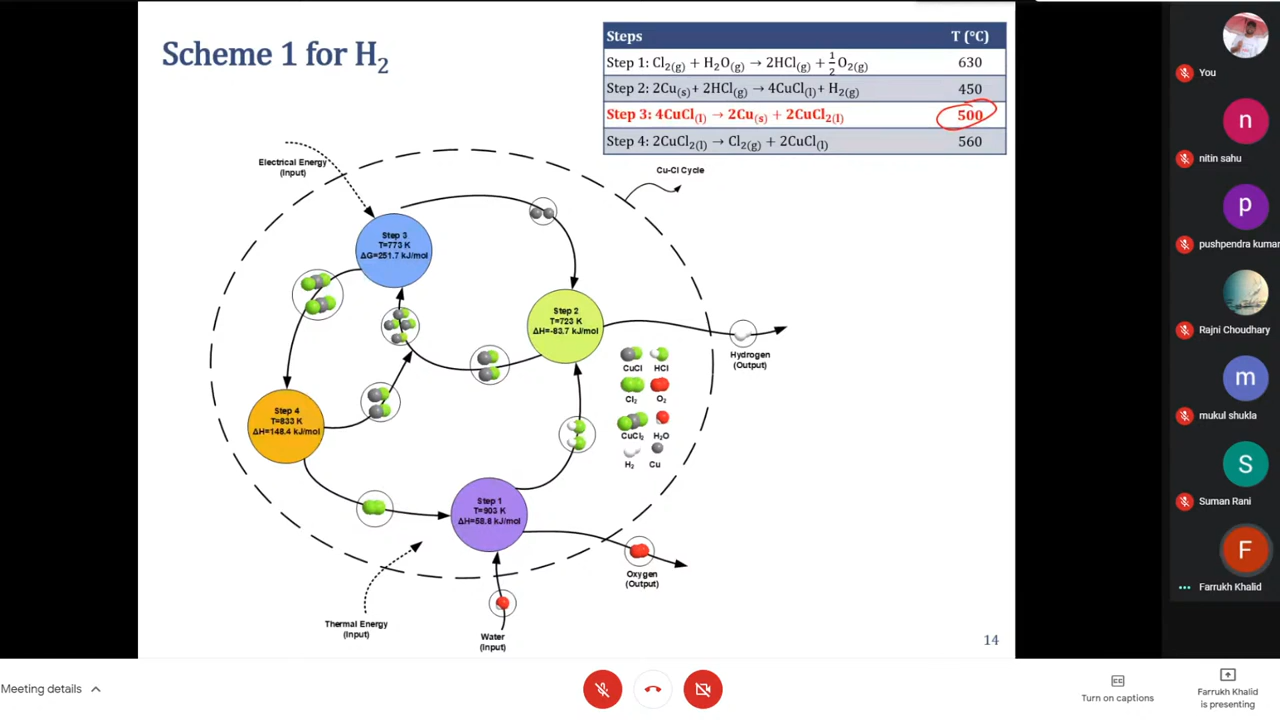 Scheme 1 for H₂
Steps T (°C)
Step 1: Cl₂₍g₎ + H₂O₍g₎ → 2HCl₍g₎ + ½O₂₍g₎ 630
Step 2: 2Cu₍s₎ + 2HCl₍g₎ → 4CuCl₍l₎ + H₂₍g₎ 450
Step 3: 4CuCl₍l₎ → 2Cu₍s₎ + 2CuCl₂₍l₎ 500
Step 4: 2CuCl₂₍l₎ → Cl₂₍g₎ + 2CuCl₍l₎ 560
Electrical Energy
(Input)
Cu-Cl Cycle
Step 3
T=773 K
ΔG=251.7 kJ/mol
Step 2
T=723 K
ΔH=-83.7 kJ/mol
Hydrogen
(Output)
CuCl HCl
Cl₂ O₂
CuCl₂ H₂O
H₂ Cu
Step 4
T=833 K
ΔH=148.4 kJ/mol
Step 1
T=903 K
ΔH=58.8 kJ/mol
Oxygen
(Output)
Thermal Energy
(Input)
Water
(Input)
14
You
n
nitin sahu
p
pushpendra kumar
Rajni Choudhary
m
mukul shukla
S
Suman Rani
F
Farrukh Khalid
Meeting details
CC
Turn on captions
Farrukh Khalid
is presenting